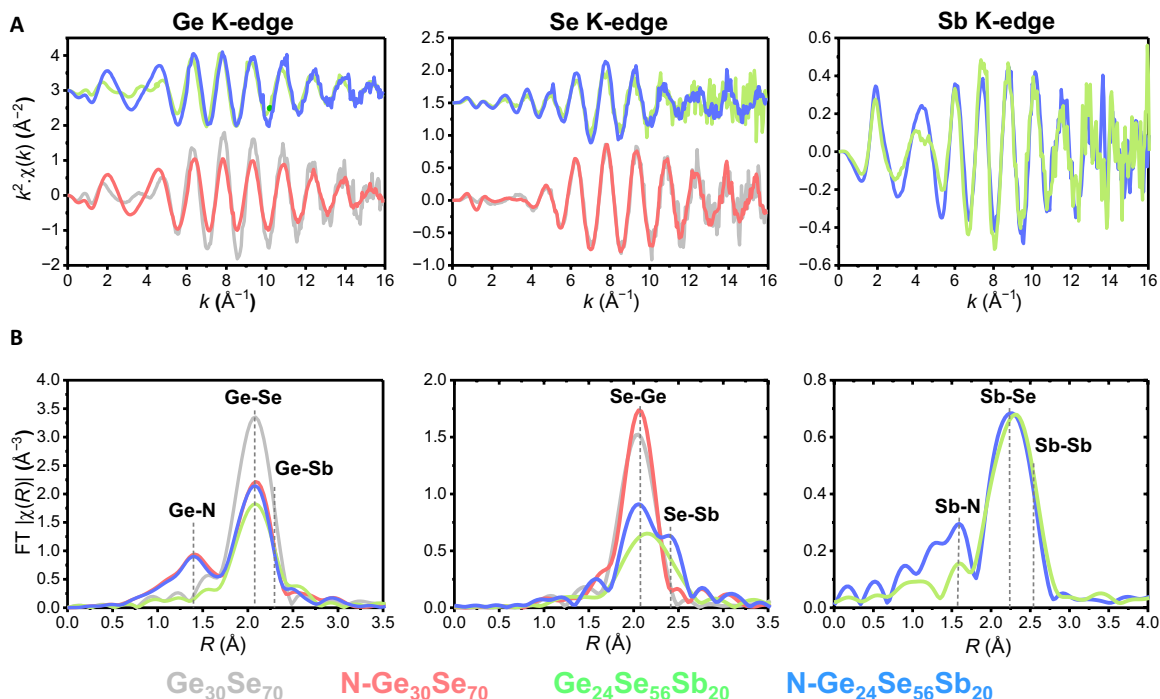 A
Ge K-edge
Se K-edge
Sb K-edge
k².χ(k) (Å⁻²)
4
3
2
1
0
−1
−2
0 2 4 6 8 10 12 14 16
k (Å⁻¹)
2.5
2.0
1.5
1.0
0.5
0.0
−0.5
−1.0
0 2 4 6 8 10 12 14 16
k (Å⁻¹)
0.6
0.4
0.2
0.0
−0.2
−0.4
−0.6
0 2 4 6 8 10 12 14 16
k (Å⁻¹)
B
FT |χ(R)| (Å⁻³)
4.0
3.5
3.0
2.5
2.0
1.5
1.0
0.5
0.0
Ge–Se
Ge–Sb
Ge–N
0.0 0.5 1.0 1.5 2.0 2.5 3.0 3.5
R (Å)
2.0
1.5
1.0
0.5
0.0
Se–Ge
Se–Sb
0.0 0.5 1.0 1.5 2.0 2.5 3.0 3.5
R (Å)
0.8
0.6
0.4
0.2
0.0
Sb–Se
Sb–Sb
Sb–N
0.0 0.5 1.0 1.5 2.0 2.5 3.0 3.5 4.0
R (Å)
Ge₃₀Se₇₀ N-Ge₃₀Se₇₀ Ge₂₄Se₅₆Sb₂₀ N-Ge₂₄Se₅₆Sb₂₀